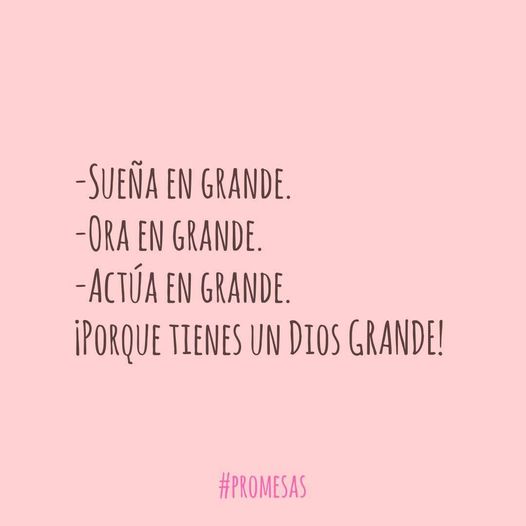 -Sueña en grande.
-Ora en grande.
-Actúa en grande.
¡Porque tienes un Dios GRANDE!
#promesas